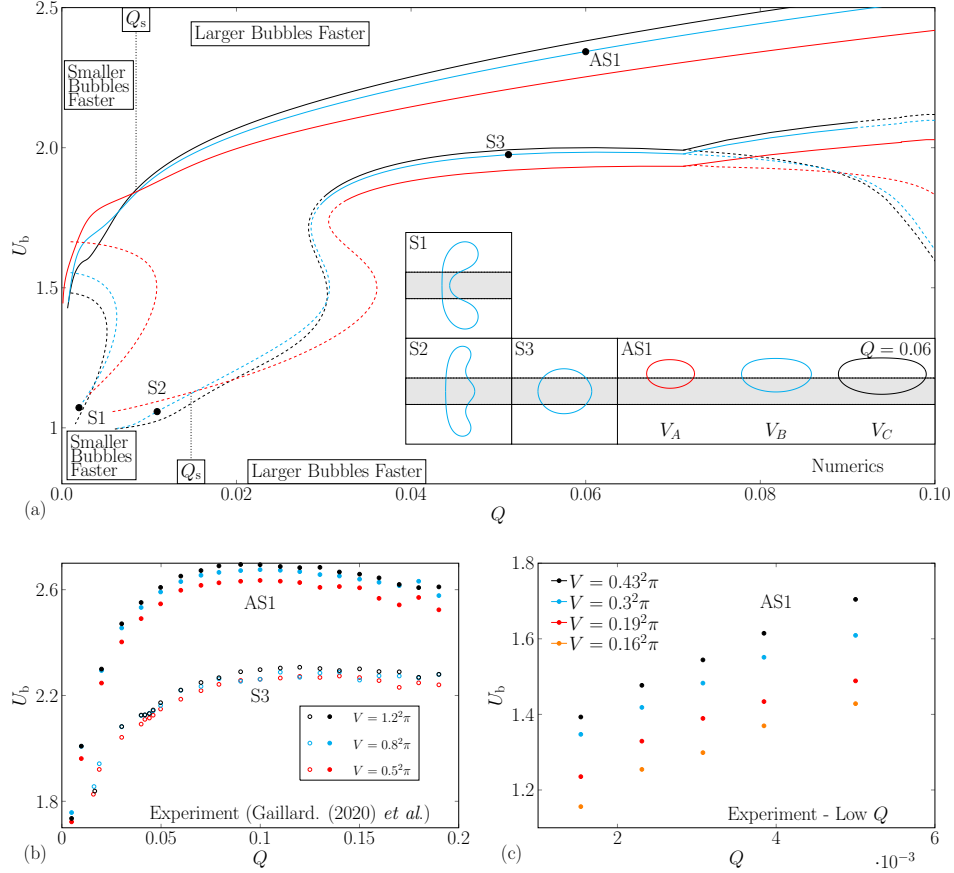 2.5
2.0
1.5
1
U_b
0.0
0.02
0.04
0.06
0.08
0.10
Q
(a)
Q_s
Larger Bubbles Faster
Smaller
Bubbles
Faster
AS1
S3
S2
S1
Smaller
Bubbles
Faster
Q_s
Larger Bubbles Faster
S1
S2
S3
AS1
Q = 0.06
V_A
V_B
V_C
Numerics
2.6
2.2
1.8
U_b
0
0.05
0.1
0.15
0.2
Q
(b)
AS1
S3
V = 1.2²π
V = 0.8²π
V = 0.5²π
Experiment (Gaillard. (2020) et al.)
1.8
1.6
1.4
1.2
U_b
2
4
6
·10⁻³
Q
(c)
V = 0.43²π
V = 0.3²π
V = 0.19²π
V = 0.16²π
AS1
Experiment - Low Q